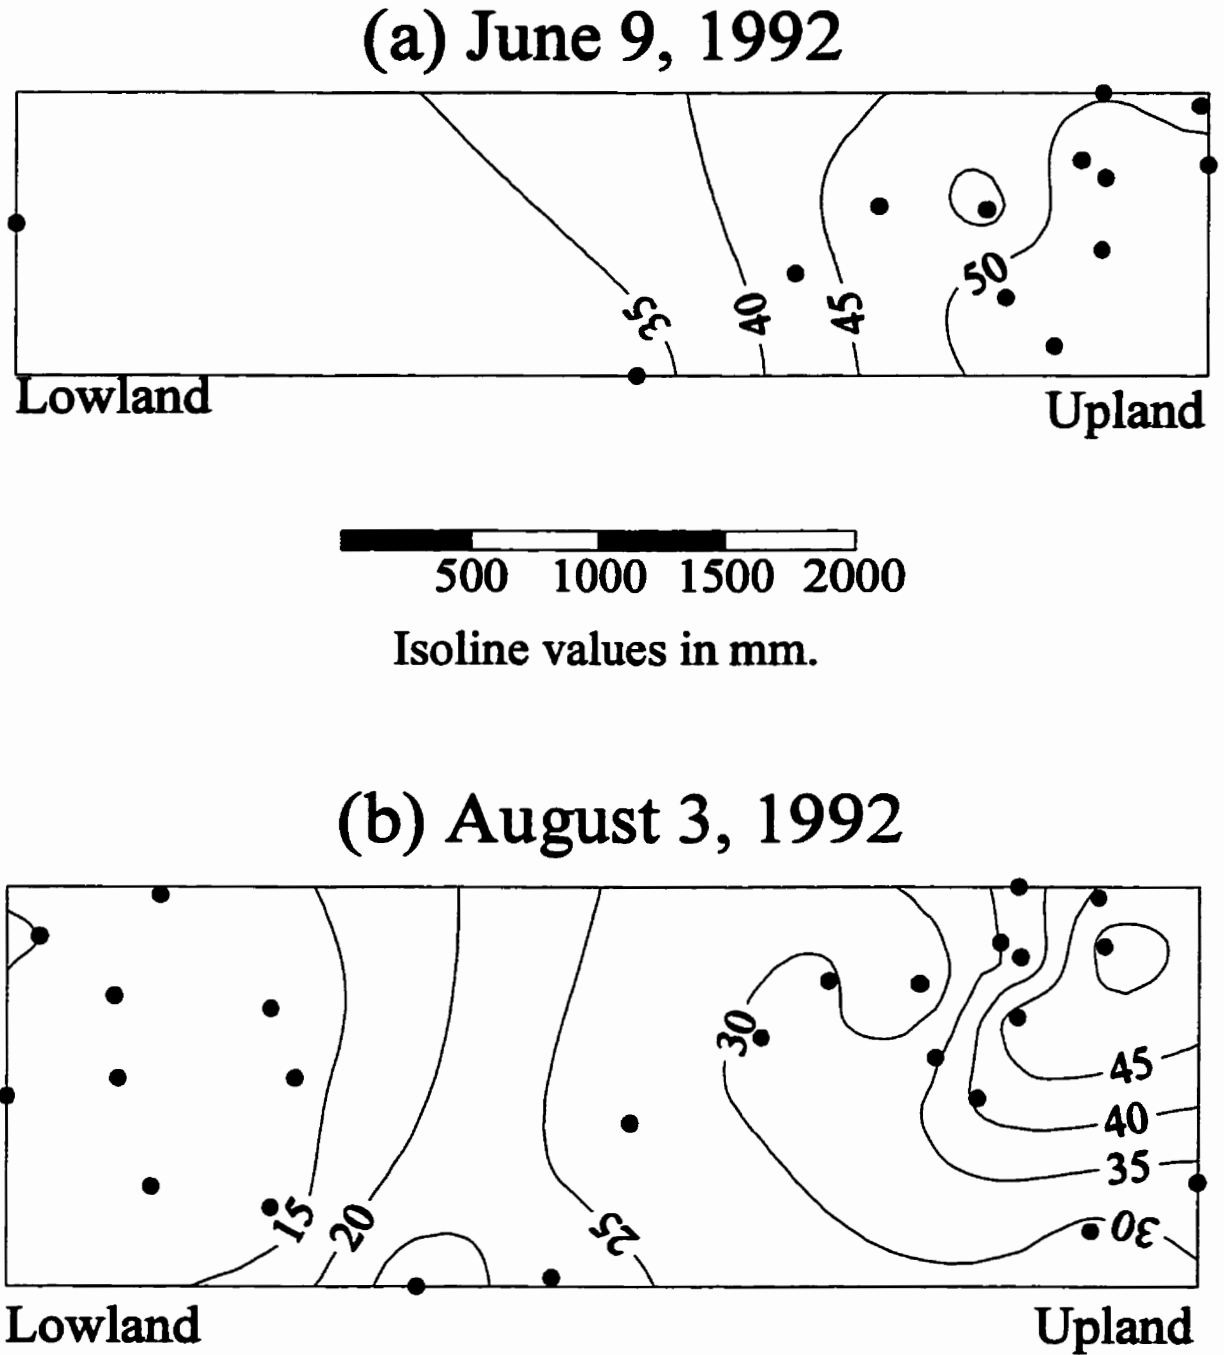 (a) June 9, 1992
50
35
40
45
Lowland
Upland
500 1000 1500 2000
Isoline values in mm.
(b) August 3, 1992
30
45
40
35
15
20
25
30
Lowland
Upland